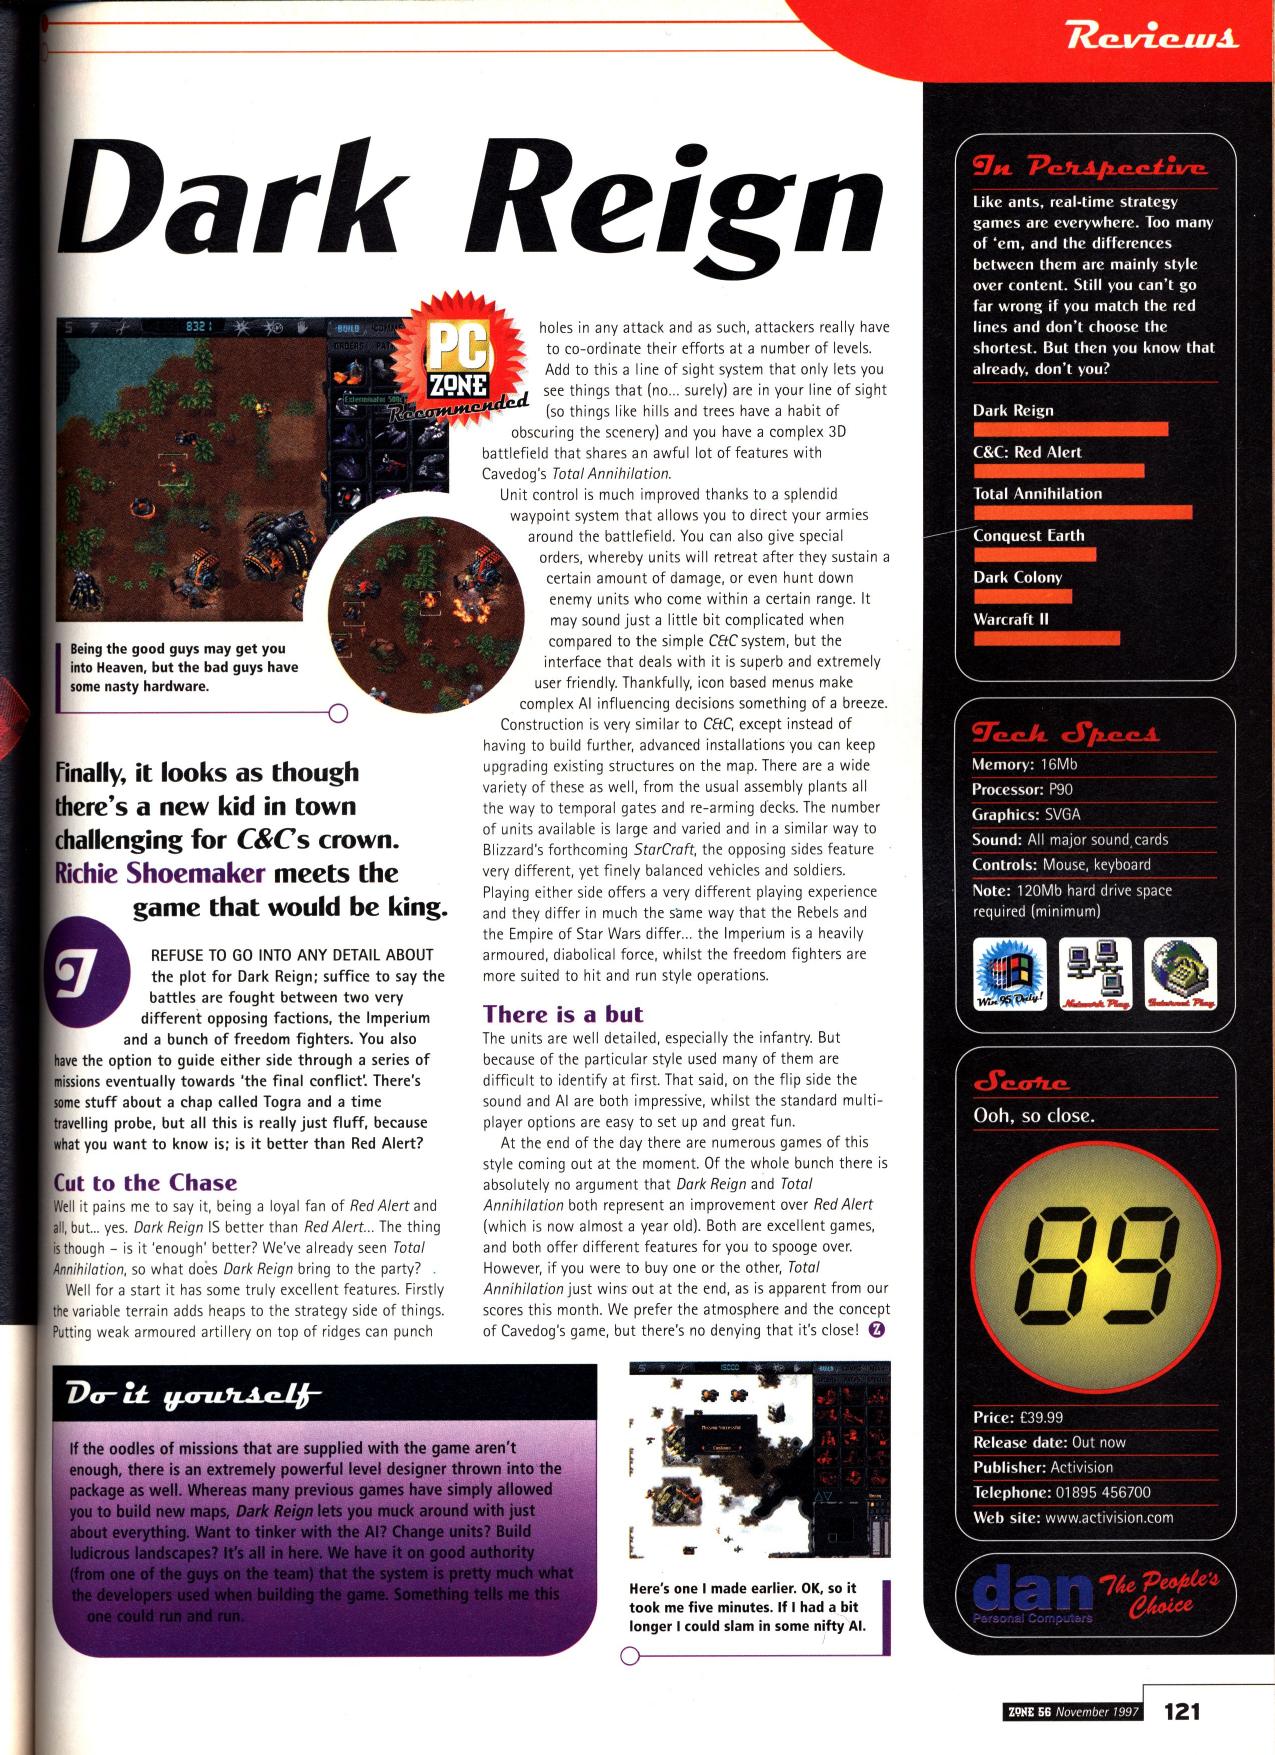 Reviews
Dark Reign
832
BUILD
ORDERS
Exterminator 500c
PC
ZONE
Recommended
Being the good guys may get you
into Heaven, but the bad guys have
some nasty hardware.
Finally, it looks as though
there's a new kid in town
challenging for C&C's crown.
Richie Shoemaker meets the
game that would be king.
I REFUSE TO GO INTO ANY DETAIL ABOUT
the plot for Dark Reign; suffice to say the
battles are fought between two very
different opposing factions, the Imperium
and a bunch of freedom fighters. You also
have the option to guide either side through a series of
missions eventually towards 'the final conflict'. There's
some stuff about a chap called Togra and a time
travelling probe, but all this is really just fluff, because
what you want to know is; is it better than Red Alert?
Cut to the Chase
Well it pains me to say it, being a loyal fan of Red Alert and
all, but... yes. Dark Reign IS better than Red Alert... The thing
is though – is it 'enough' better? We've already seen Total
Annihilation, so what does Dark Reign bring to the party?
Well for a start it has some truly excellent features. Firstly
the variable terrain adds heaps to the strategy side of things.
Putting weak armoured artillery on top of ridges can punch
holes in any attack and as such, attackers really have
to co-ordinate their efforts at a number of levels.
Add to this a line of sight system that only lets you
see things that (no... surely) are in your line of sight
(so things like hills and trees have a habit of
obscuring the scenery) and you have a complex 3D
battlefield that shares an awful lot of features with
Cavedog's Total Annihilation.
Unit control is much improved thanks to a splendid
waypoint system that allows you to direct your armies
around the battlefield. You can also give special
orders, whereby units will retreat after they sustain a
certain amount of damage, or even hunt down
enemy units who come within a certain range. It
may sound just a little bit complicated when
compared to the simple C&C system, but the
interface that deals with it is superb and extremely
user friendly. Thankfully, icon based menus make
complex AI influencing decisions something of a breeze.
Construction is very similar to C&C, except instead of
having to build further, advanced installations you can keep
upgrading existing structures on the map. There are a wide
variety of these as well, from the usual assembly plants all
the way to temporal gates and re-arming decks. The number
of units available is large and varied and in a similar way to
Blizzard's forthcoming StarCraft, the opposing sides feature
very different, yet finely balanced vehicles and soldiers.
Playing either side offers a very different playing experience
and they differ in much the same way that the Rebels and
the Empire of Star Wars differ... the Imperium is a heavily
armoured, diabolical force, whilst the freedom fighters are
more suited to hit and run style operations.
There is a but
The units are well detailed, especially the infantry. But
because of the particular style used many of them are
difficult to identify at first. That said, on the flip side the
sound and AI are both impressive, whilst the standard multi-
player options are easy to set up and great fun.
At the end of the day there are numerous games of this
style coming out at the moment. Of the whole bunch there is
absolutely no argument that Dark Reign and Total
Annihilation both represent an improvement over Red Alert
(which is now almost a year old). Both are excellent games,
and both offer different features for you to spooge over.
However, if you were to buy one or the other, Total
Annihilation just wins out at the end, as is apparent from our
scores this month. We prefer the atmosphere and the concept
of Cavedog's game, but there's no denying that it's close! Z
Do it yourself
If the oodles of missions that are supplied with the game aren't
enough, there is an extremely powerful level designer thrown into the
package as well. Whereas many previous games have simply allowed
you to build new maps, Dark Reign lets you muck around with just
about everything. Want to tinker with the AI? Change units? Build
ludicrous landscapes? It's all in here. We have it on good authority
(from one of the guys on the team) that the system is pretty much what
the developers used when building the game. Something tells me this
one could run and run.
Here's one I made earlier. OK, so it
took me five minutes. If I had a bit
longer I could slam in some nifty AI.
In Perspective
Like ants, real-time strategy
games are everywhere. Too many
of 'em, and the differences
between them are mainly style
over content. Still you can't go
far wrong if you match the red
lines and don't choose the
shortest. But then you know that
already, don't you?
Dark Reign
C&C: Red Alert
Total Annihilation
Conquest Earth
Dark Colony
Warcraft II
Tech Specs
Memory: 16Mb
Processor: P90
Graphics: SVGA
Sound: All major sound cards
Controls: Mouse, keyboard
Note: 120Mb hard drive space
required (minimum)
Win 95 Only!
Network Play
Internet Play
Score
Ooh, so close.
89
Price: £39.99
Release date: Out now
Publisher: Activision
Telephone: 01895 456700
Web site: www.activision.com
dan
Personal Computers
The People's
Choice
ZONE 56 November 1997 121